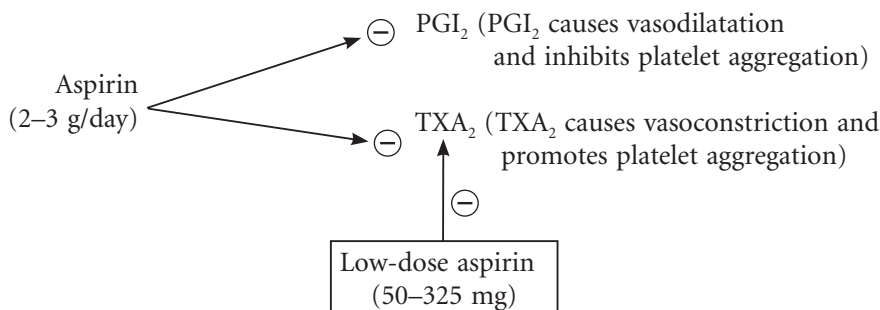 PGI₂ (PGI₂ causes vasodilatation
and inhibits platelet aggregation)
Aspirin
(2–3 g/day)
TXA₂ (TXA₂ causes vasoconstriction and
promotes platelet aggregation)
Low-dose aspirin
(50–325 mg)